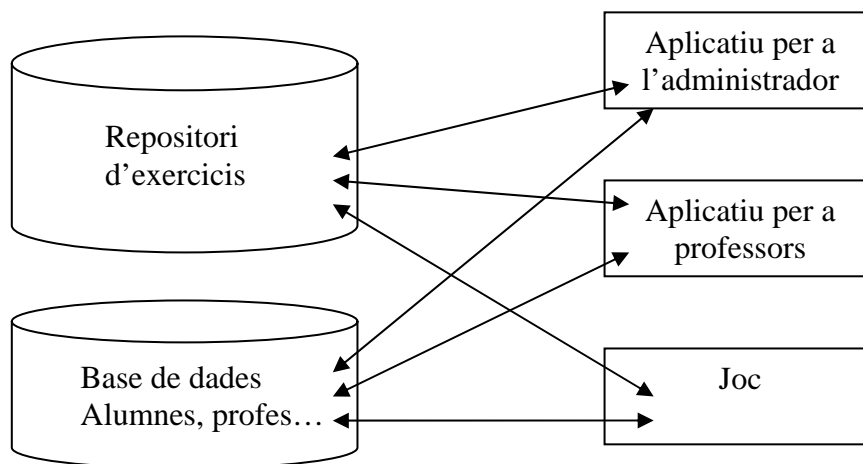 Aplicatiu per a
l’administrador
Repositori
d’exercicis
Aplicatiu per a
professors
Base de dades
Alumnes, profes…
Joc